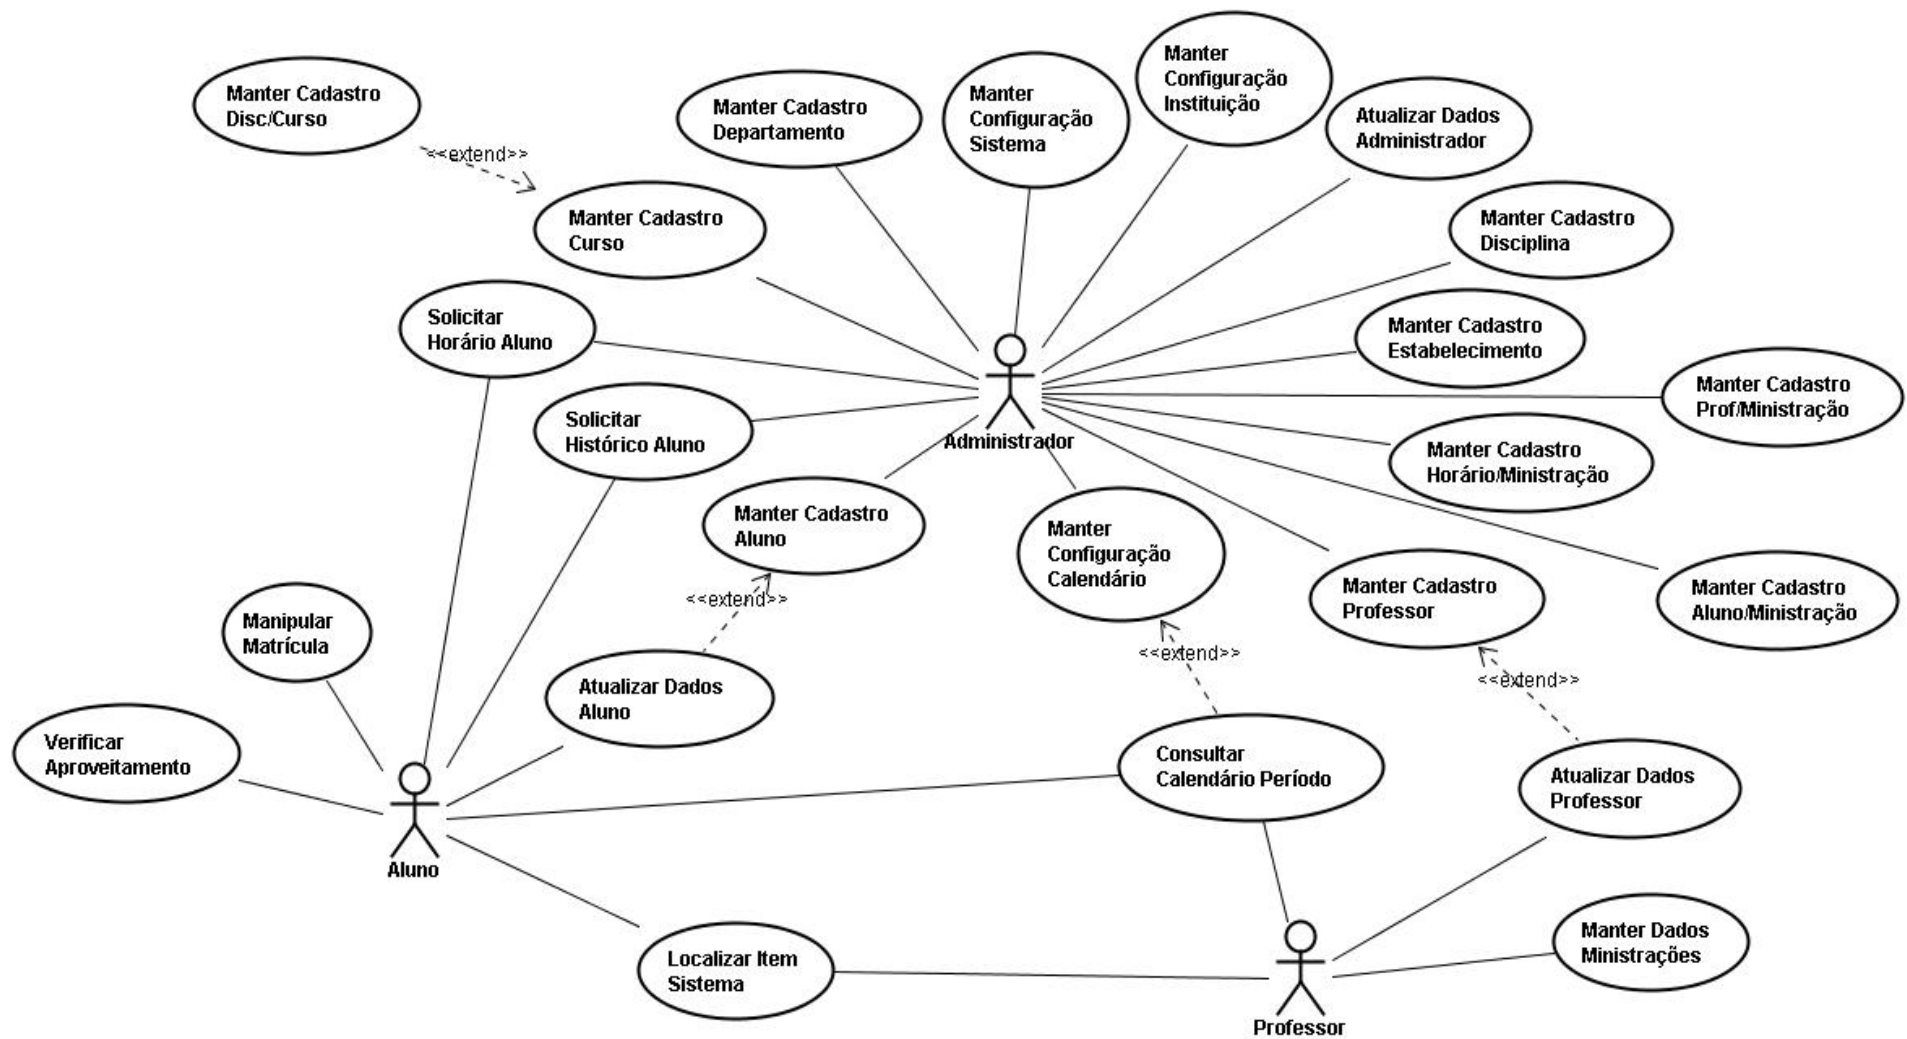 Manter
Configuração
Instituição
Manter Cadastro
Disc/Curso
Manter Cadastro
Departamento
Manter
Configuração
Sistema
Atualizar Dados
Administrador
<<extend>>
Manter Cadastro
Curso
Manter Cadastro
Disciplina
Solicitar
Horário Aluno
Manter Cadastro
Estabelecimento
Manter Cadastro
Prof/Ministração
Solicitar
Histórico Aluno
Administrador
Manter Cadastro
Horário/Ministração
Manter Cadastro
Aluno
Manter
Configuração
Calendário
Manter Cadastro
Professor
Manter Cadastro
Aluno/Ministração
<<extend>>
Manipular
Matrícula
<<extend>>
<<extend>>
Atualizar Dados
Aluno
Verificar
Aproveitamento
Consultar
Calendário Período
Atualizar Dados
Professor
Aluno
Localizar Item
Sistema
Manter Dados
Ministrações
Professor